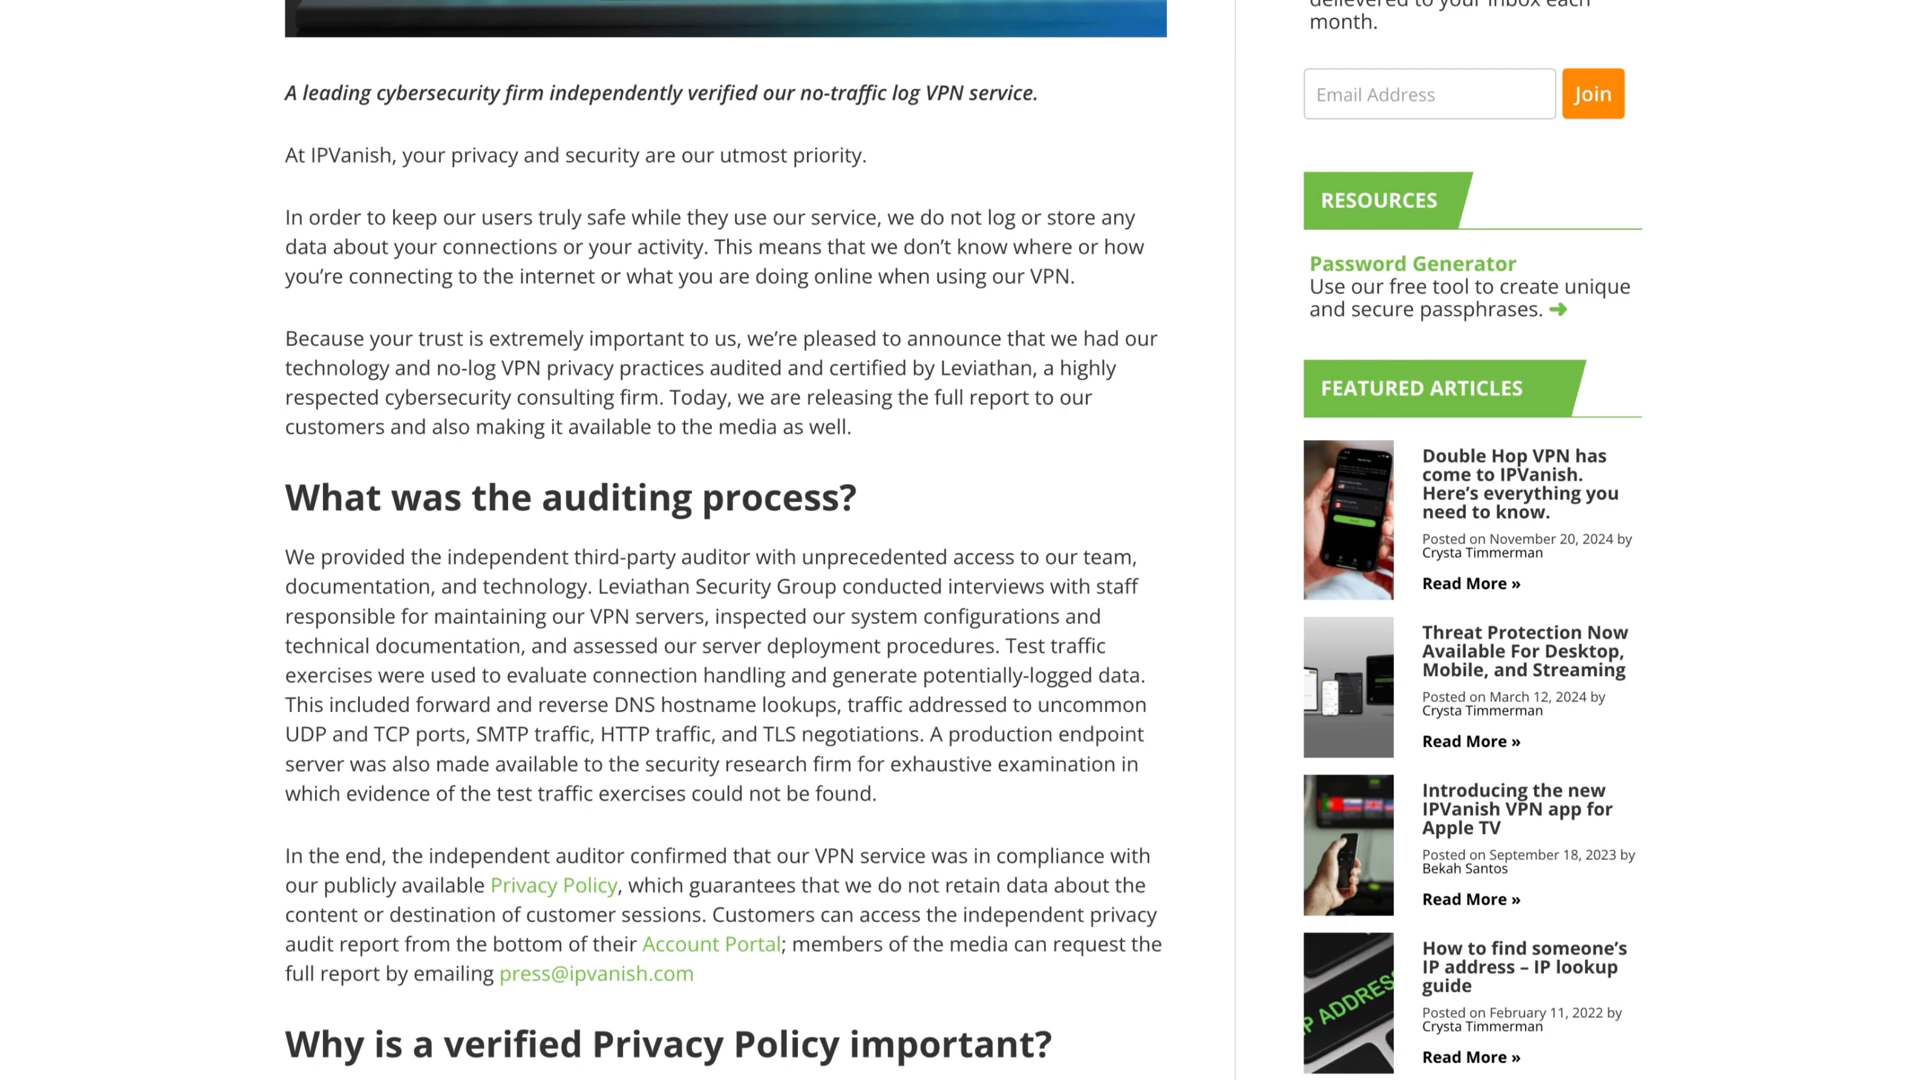 A leading cybersecurity firm independently verified our no-traffic log VPN service.
At IPVanish, your privacy and security are our utmost priority.
In order to keep our users truly safe while they use our service, we do not log or store any
data about your connections or your activity. This means that we don’t know where or how
you’re connecting to the internet or what you are doing online when using our VPN.
Because your trust is extremely important to us, we’re pleased to announce that we had our
technology and no-log VPN privacy practices audited and certified by Leviathan, a highly
respected cybersecurity consulting firm. Today, we are releasing the full report to our
customers and also making it available to the media as well.
What was the auditing process?
We provided the independent third-party auditor with unprecedented access to our team,
documentation, and technology. Leviathan Security Group conducted interviews with staff
responsible for maintaining our VPN servers, inspected our system configurations and
technical documentation, and assessed our server deployment procedures. Test traffic
exercises were used to evaluate connection handling and generate potentially-logged data.
This included forward and reverse DNS hostname lookups, traffic addressed to uncommon
UDP and TCP ports, SMTP traffic, HTTP traffic, and TLS negotiations. A production endpoint
server was also made available to the security research firm for exhaustive examination in
which evidence of the test traffic exercises could not be found.
In the end, the independent auditor confirmed that our VPN service was in compliance with
our publicly available Privacy Policy, which guarantees that we do not retain data about the
content or destination of customer sessions. Customers can access the independent privacy
audit report from the bottom of their Account Portal; members of the media can request the
full report by emailing press@ipvanish.com
Why is a verified Privacy Policy important?
dellevered to your inbox each
month.
Email Address
Join
RESOURCES
Password Generator
Use our free tool to create unique
and secure passphrases. ➜
FEATURED ARTICLES
Double Hop VPN has
come to IPVanish.
Here’s everything you
need to know.
Posted on November 20, 2024 by
Crysta Timmerman
Read More »
Threat Protection Now
Available For Desktop,
Mobile, and Streaming
Posted on March 12, 2024 by
Crysta Timmerman
Read More »
Introducing the new
IPVanish VPN app for
Apple TV
Posted on September 18, 2023 by
Bekah Santos
Read More »
How to find someone’s
IP address – IP lookup
guide
Posted on February 11, 2022 by
Crysta Timmerman
Read More »
P ADDRES